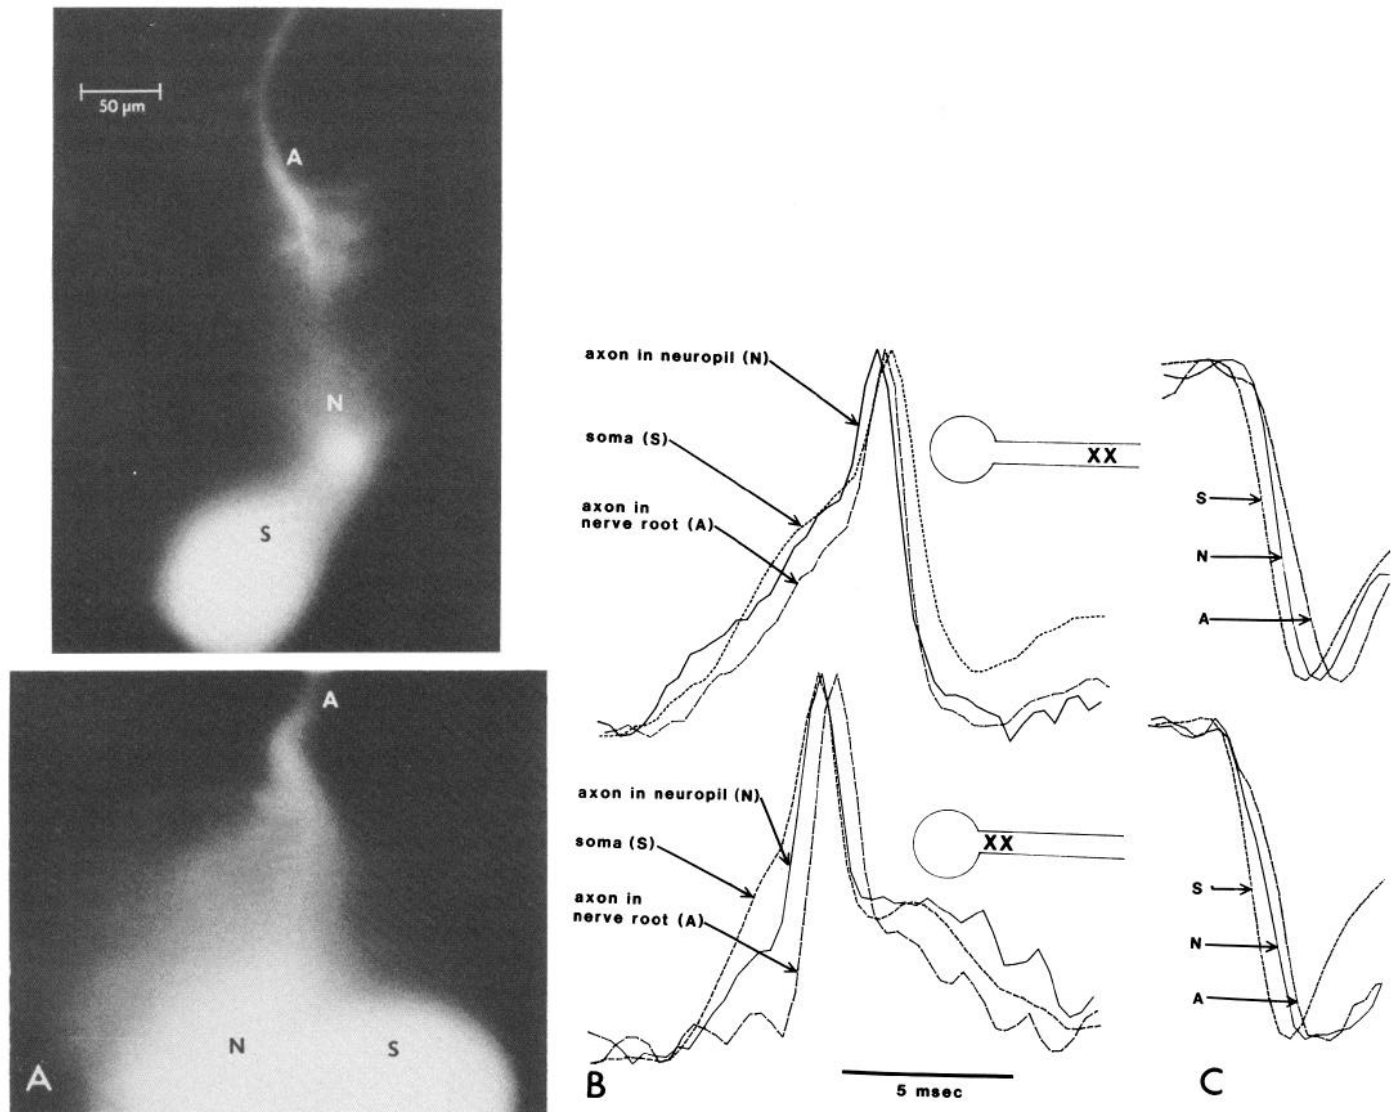 50 µm
A
N
S
A
N
S
A
axon in neuropil (N)
soma (S)
axon in
nerve root (A)
XX
axon in neuropil (N)
soma (S)
axon in
nerve root (A)
XX
B
5 msec
S
N
A
S
N
A
C